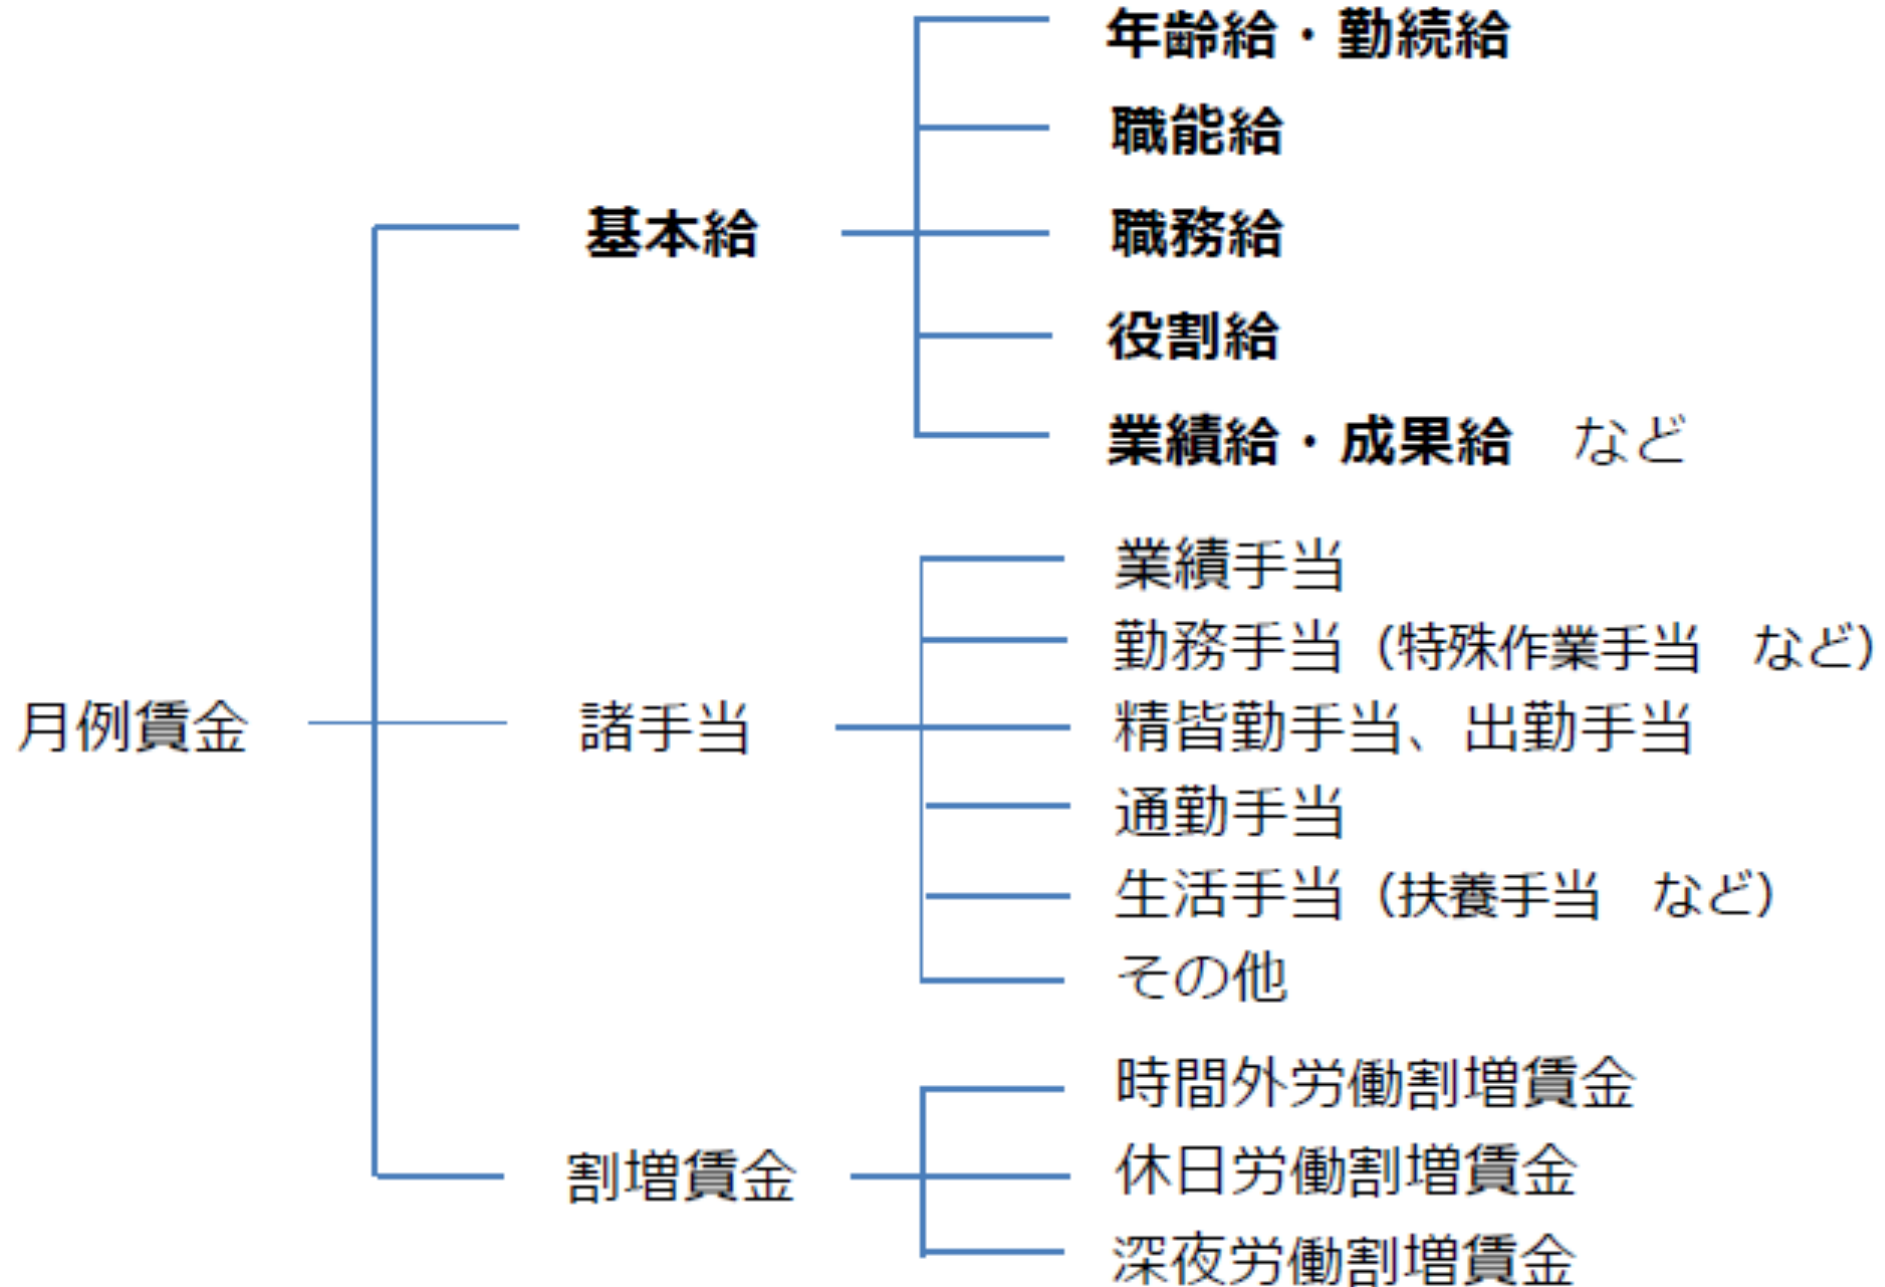 年齢給・勤続給
職能給
基本給
職務給
役割給
業績給・成果給　など
業績手当
勤務手当（特殊作業手当　など）
月例賃金
諸手当
精皆勤手当、出勤手当
通勤手当
生活手当（扶養手当　など）
その他
時間外労働割増賃金
割増賃金
休日労働割増賃金
深夜労働割増賃金